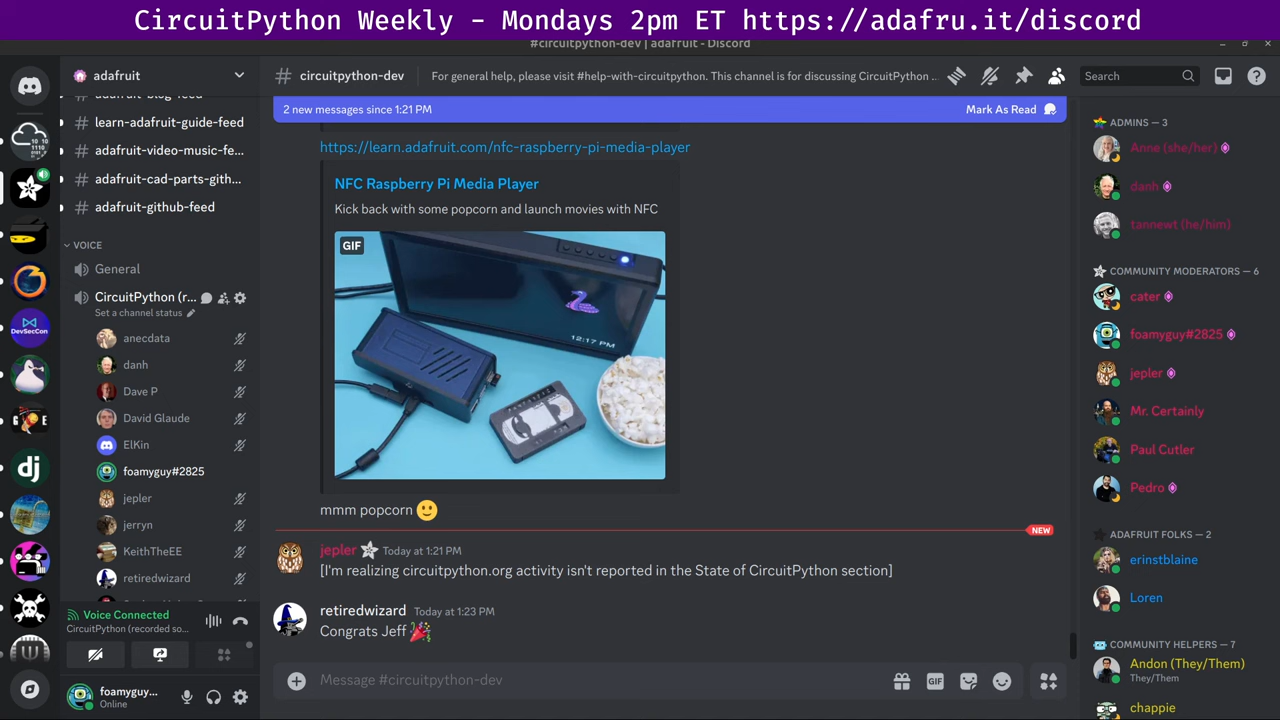 CircuitPython Weekly - Mondays 2pm ET https://adafru.it/discord
#circuitpython-dev | adafruit - Discord
adafruit
# circuitpython-dev
For general help, please visit #help-with-circuitpython. This channel is for discussing CircuitPython ...
Search
2 new messages since 1:21 PM
Mark As Read
adafruit-blog-feed
learn-adafruit-guide-feed
adafruit-video-music-fe...
adafruit-cad-parts-gith...
adafruit-github-feed
VOICE
General
CircuitPython (r...
Set a channel status
anecdata
danh
Dave P
David Glaude
ElKin
foamyguy#2825
jepler
jerryn
KeithTheEE
retiredwizard
Voice Connected
CircuitPython (recorded so...
foamyguy...
Online
https://learn.adafruit.com/nfc-raspberry-pi-media-player
NFC Raspberry Pi Media Player
Kick back with some popcorn and launch movies with NFC
GIF
12:17 PM
mmm popcorn 🙂
NEW
jepler Today at 1:21 PM
[I'm realizing circuitpython.org activity isn't reported in the State of CircuitPython section]
retiredwizard Today at 1:23 PM
Congrats Jeff 🎉
Message #circuitpython-dev
GIF
ADMINS — 3
Anne (she/her)
danh
tannewt (he/him)
COMMUNITY MODERATORS — 6
cater
foamyguy#2825
jepler
Mr. Certainly
Paul Cutler
Pedro
ADAFRUIT FOLKS — 2
erinstblaine
Loren
COMMUNITY HELPERS — 7
Andon (They/Them)
They/Them
chappie